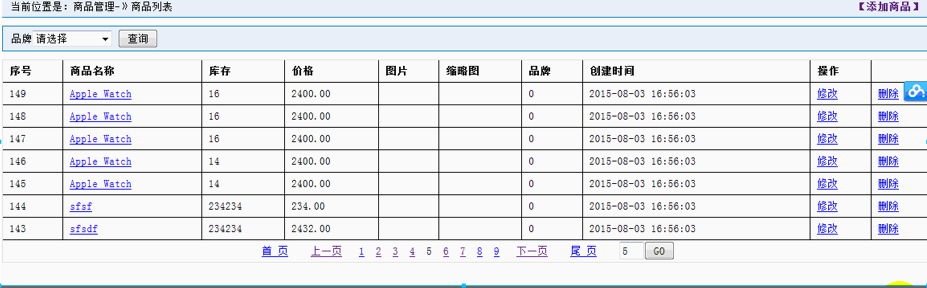 当前位置是：商品管理-》商品列表 【添加商品】
品牌 请选择 查询
序号 商品名称 库存 价格 图片 缩略图 品牌 创建时间 操作
149 Apple Watch 16 2400.00 0 2015-08-03 16:56:03 修改 删除
148 Apple Watch 16 2400.00 0 2015-08-03 16:56:03 修改 删除
147 Apple Watch 16 2400.00 0 2015-08-03 16:56:03 修改 删除
146 Apple Watch 14 2400.00 0 2015-08-03 16:56:03 修改 删除
145 Apple Watch 14 2400.00 0 2015-08-03 16:56:03 修改 删除
144 sfsf 234234 234.00 0 2015-08-03 16:56:03 修改 删除
143 sfsdf 234234 2432.00 0 2015-08-03 16:56:03 修改 删除
首 页 上一页 1 2 3 4 5 6 7 8 9 下一页 尾 页 5 GO